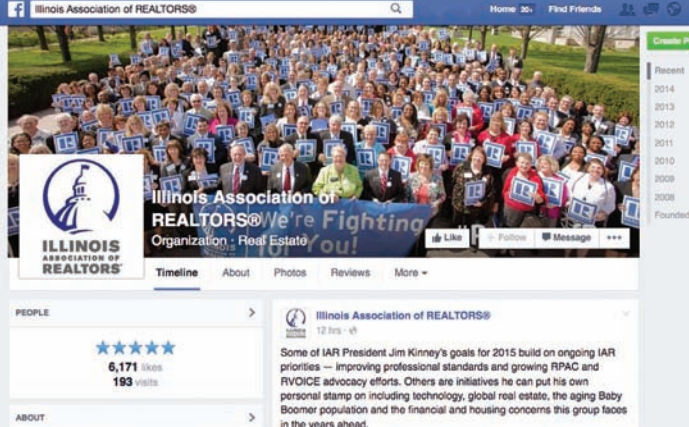 f Illinois Association of REALTORS®
Home 20+ Find Friends
Create P
Recent
2014
2013
2012
2011
2010
2009
2008
Founded
Illinois Association of
REALTORS®
We're Fighting
for You!
Organization · Real Estate
Like Follow Message
ILLINOIS
ASSOCIATION OF
REALTORS®
Timeline About Photos Reviews More
PEOPLE
6,171 likes
193 visits
ABOUT
Illinois Association of REALTORS®
12 hrs
Some of IAR President Jim Kinney's goals for 2015 build on ongoing IAR
priorities — improving professional standards and growing RPAC and
RVOICE advocacy efforts. Others are initiatives he can put his own
personal stamp on including technology, global real estate, the aging Baby
Boomer population and the financial and housing concerns this group faces
in the years ahead.